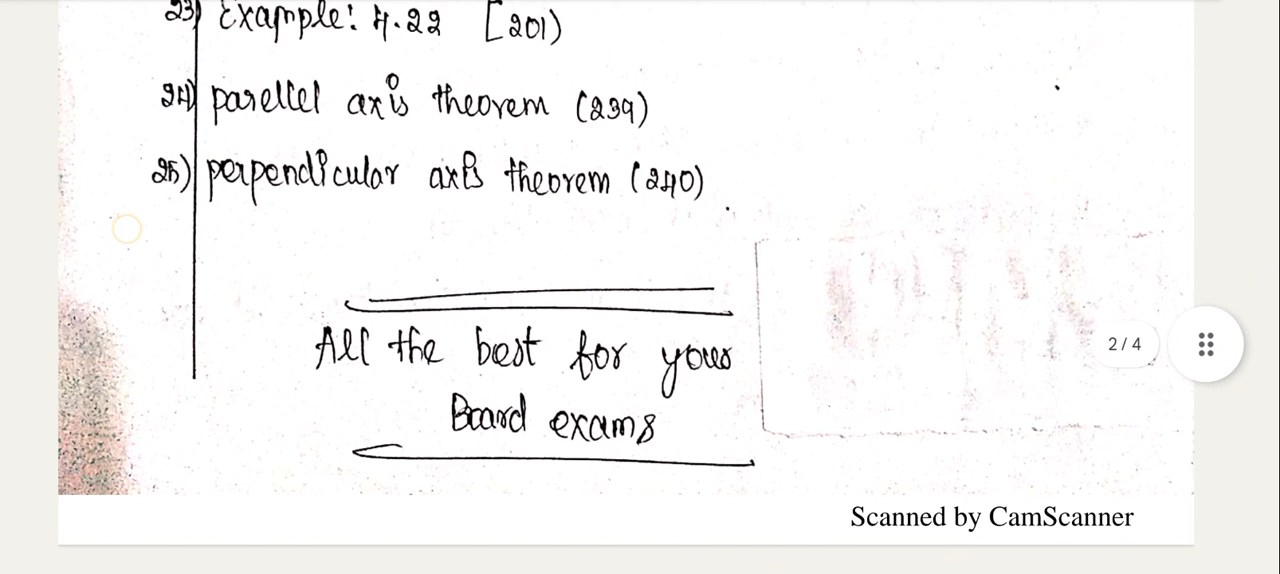 23) Example: 4.22 [201)
24) parellel axis theorem (239)
25) perpendicular axis theorem (240)
All the best for your
Board exams
2 / 4
Scanned by CamScanner